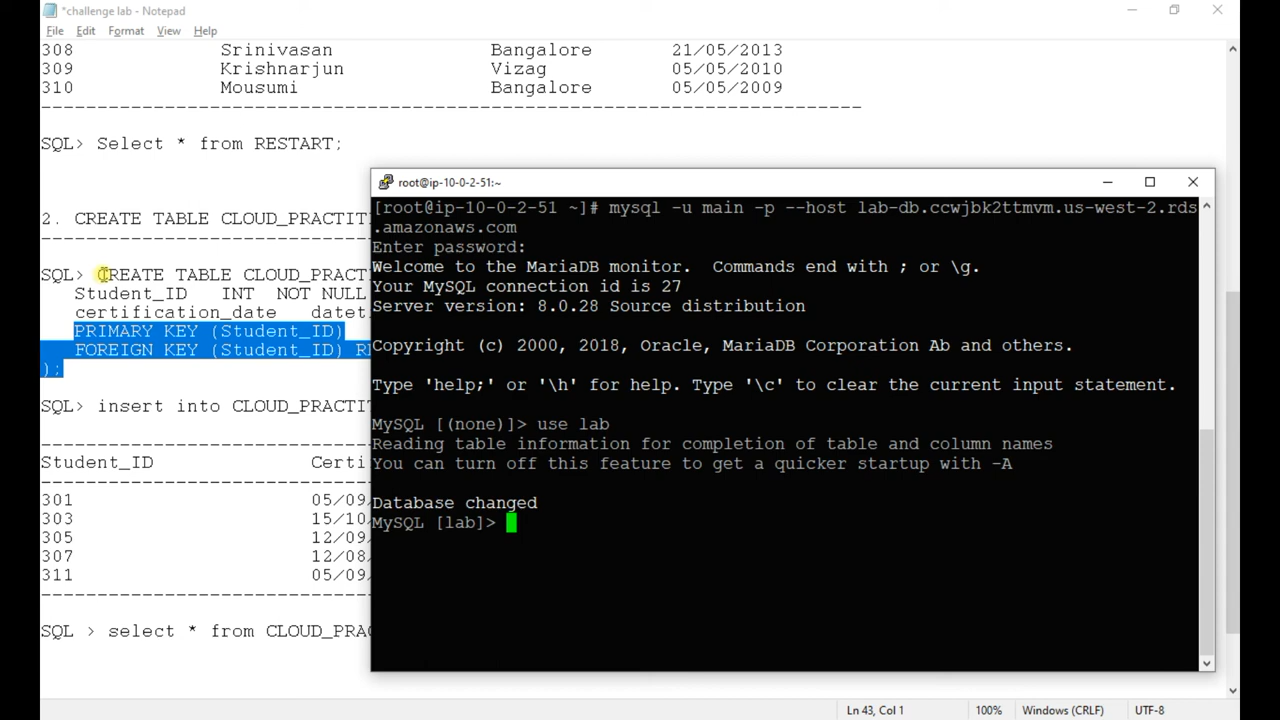 *challenge lab - Notepad
File Edit Format View Help
308 Srinivasan Bangalore 21/05/2013
309 Krishnarjun Vizag 05/05/2010
310 Mousumi Bangalore 05/05/2009
--------------------------------------------------------------------------
SQL> Select * from RESTART;
2. CREATE TABLE CLOUD_PRACTIT
SQL> CREATE TABLE CLOUD_PRACT
Student_ID INT NOT NULL
certification_date datet
PRIMARY KEY (Student_ID)
FOREIGN KEY (Student_ID) R
);
SQL> insert into CLOUD_PRACTIT
Student_ID Certi
301 05/09
303 15/10
305 12/09
307 12/08
311 05/09
SQL > select * from CLOUD_PRAC
Ln 43, Col 1 100% Windows (CRLF) UTF-8
root@ip-10-0-2-51:~
[root@ip-10-0-2-51 ~]# mysql -u main -p --host lab-db.ccwjbk2ttmvm.us-west-2.rds
.amazonaws.com
Enter password:
Welcome to the MariaDB monitor. Commands end with ; or \g.
Your MySQL connection id is 27
Server version: 8.0.28 Source distribution
Copyright (c) 2000, 2018, Oracle, MariaDB Corporation Ab and others.
Type 'help;' or '\h' for help. Type '\c' to clear the current input statement.
MySQL [(none)]> use lab
Reading table information for completion of table and column names
You can turn off this feature to get a quicker startup with -A
Database changed
MySQL [lab]>